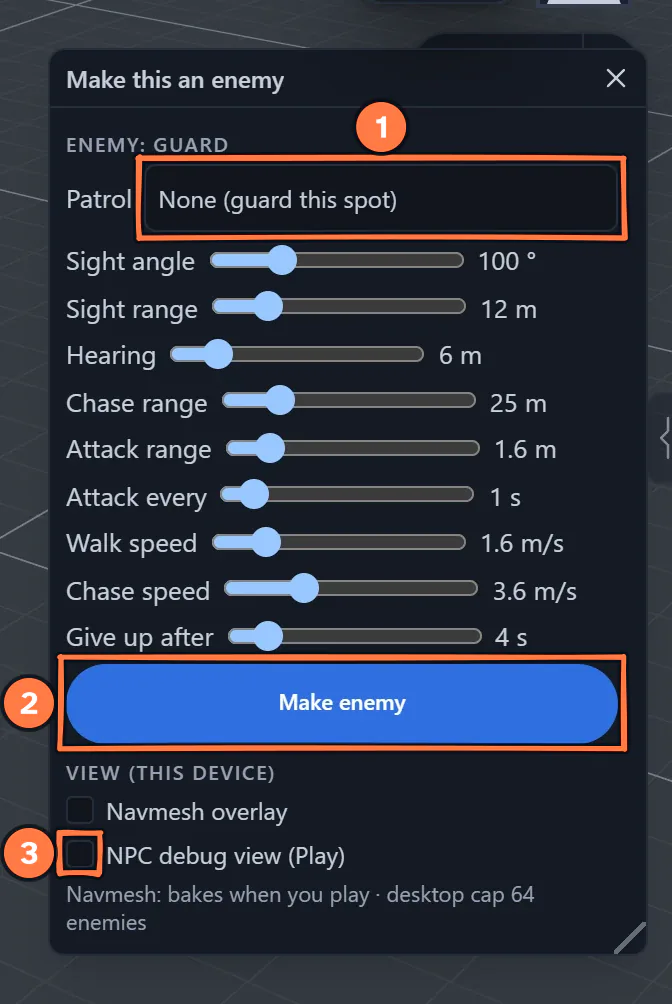 Make this an enemy
1
ENEMY: GUARD
Patrol None (guard this spot)
Sight angle 100 °
Sight range 12 m
Hearing 6 m
Chase range 25 m
Attack range 1.6 m
Attack every 1 s
Walk speed 1.6 m/s
Chase speed 3.6 m/s
Give up after 4 s
2 Make enemy
VIEW (THIS DEVICE)
Navmesh overlay
3 NPC debug view (Play)
Navmesh: bakes when you play · desktop cap 64
enemies